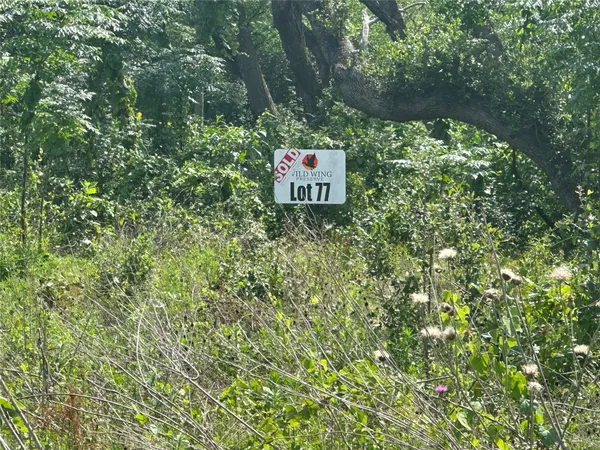 SOLD
WILD WING
PRESERVE
Lot 77